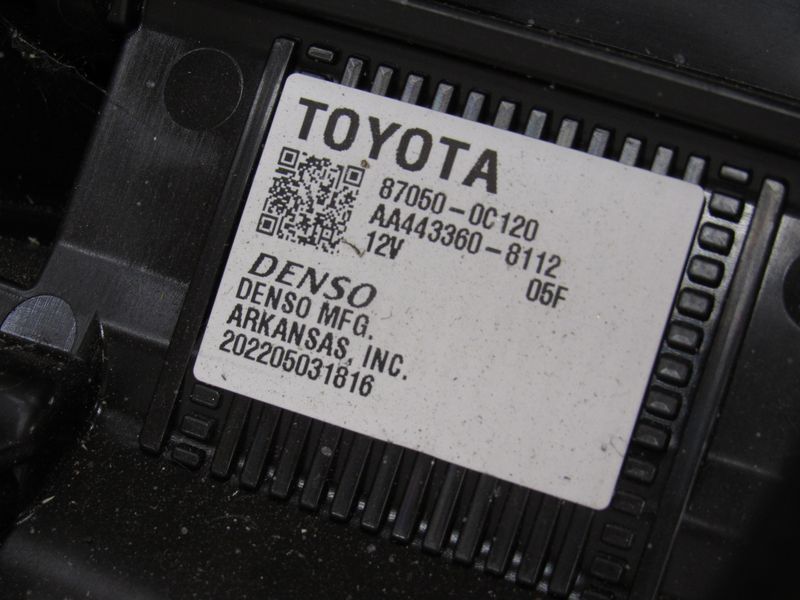 TOYOTA
87050-0C120
AA443360-8112
12V 05F
DENSO
DENSO MFG.
ARKANSAS, INC.
202205031816